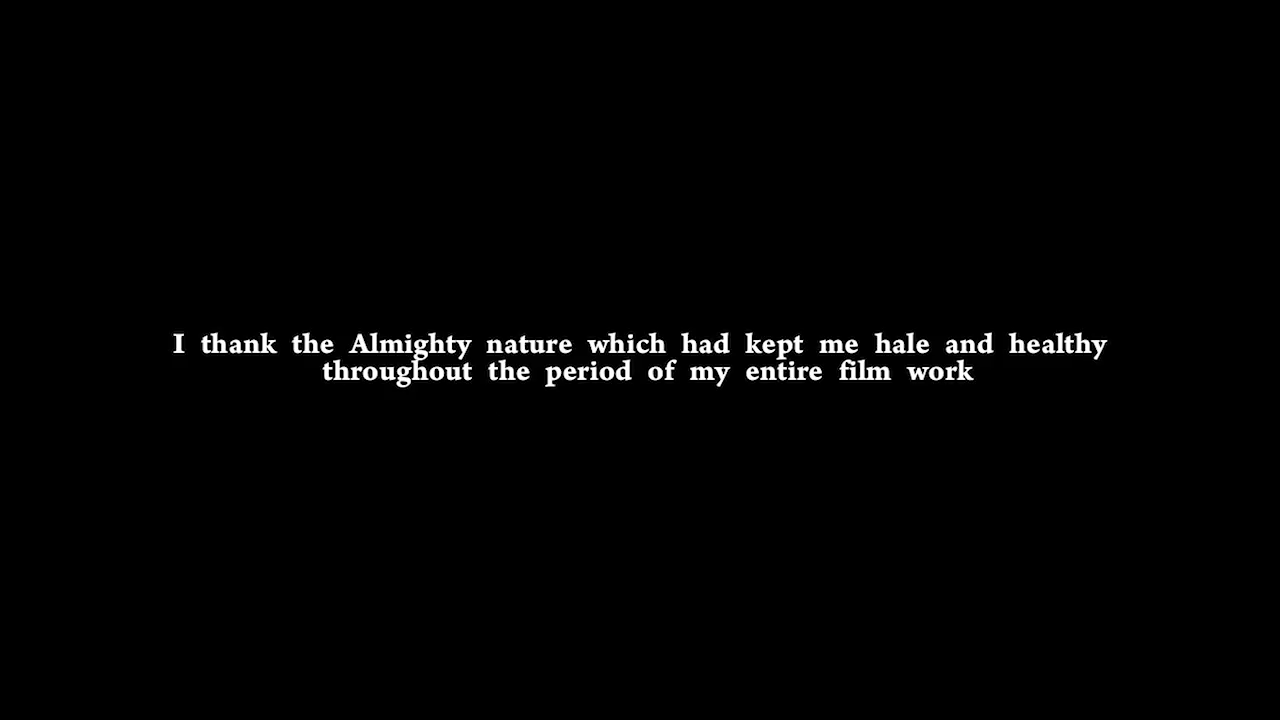 I thank the Almighty nature which had kept me hale and healthy
throughout the period of my entire film work